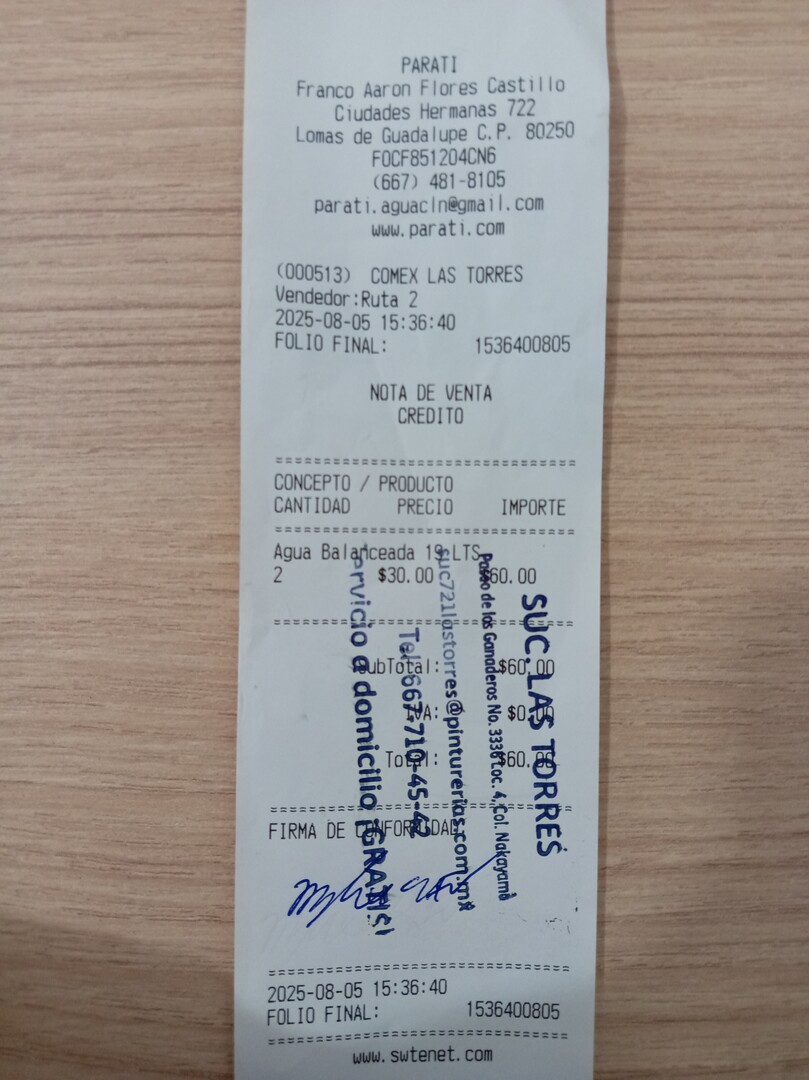 PARATI
Franco Aaron Flores Castillo
Ciudades Hermanas 722
Lomas de Guadalupe C.P. 80250
FOCF851204CN6
(667) 481-8105
parati.aguacln@gmail.com
www.parati.com
(000513) COMEX LAS TORRES
Vendedor:Ruta 2
2025-08-05 15:36:40
FOLIO FINAL: 1536400805
NOTA DE VENTA
CREDITO
CONCEPTO / PRODUCTO
CANTIDAD PRECIO IMPORTE
Agua Balanceada 19 LTS
2 $30.00 $60.00
SubTotal: $60.00
IVA: $0.00
Total: $60.00
FIRMA DE CONFORMIDAD
2025-08-05 15:36:40
FOLIO FINAL: 1536400805
www.swtenet.com
SUC. LAS TORRES
Paseo de los Ganaderos No. 3338 Loc. 4, Col. Nakayama
suc721lastorres@pinturerias.com.mx
Tel. 667-710-45-42
ervicio a domicilio ¡GRATIS!